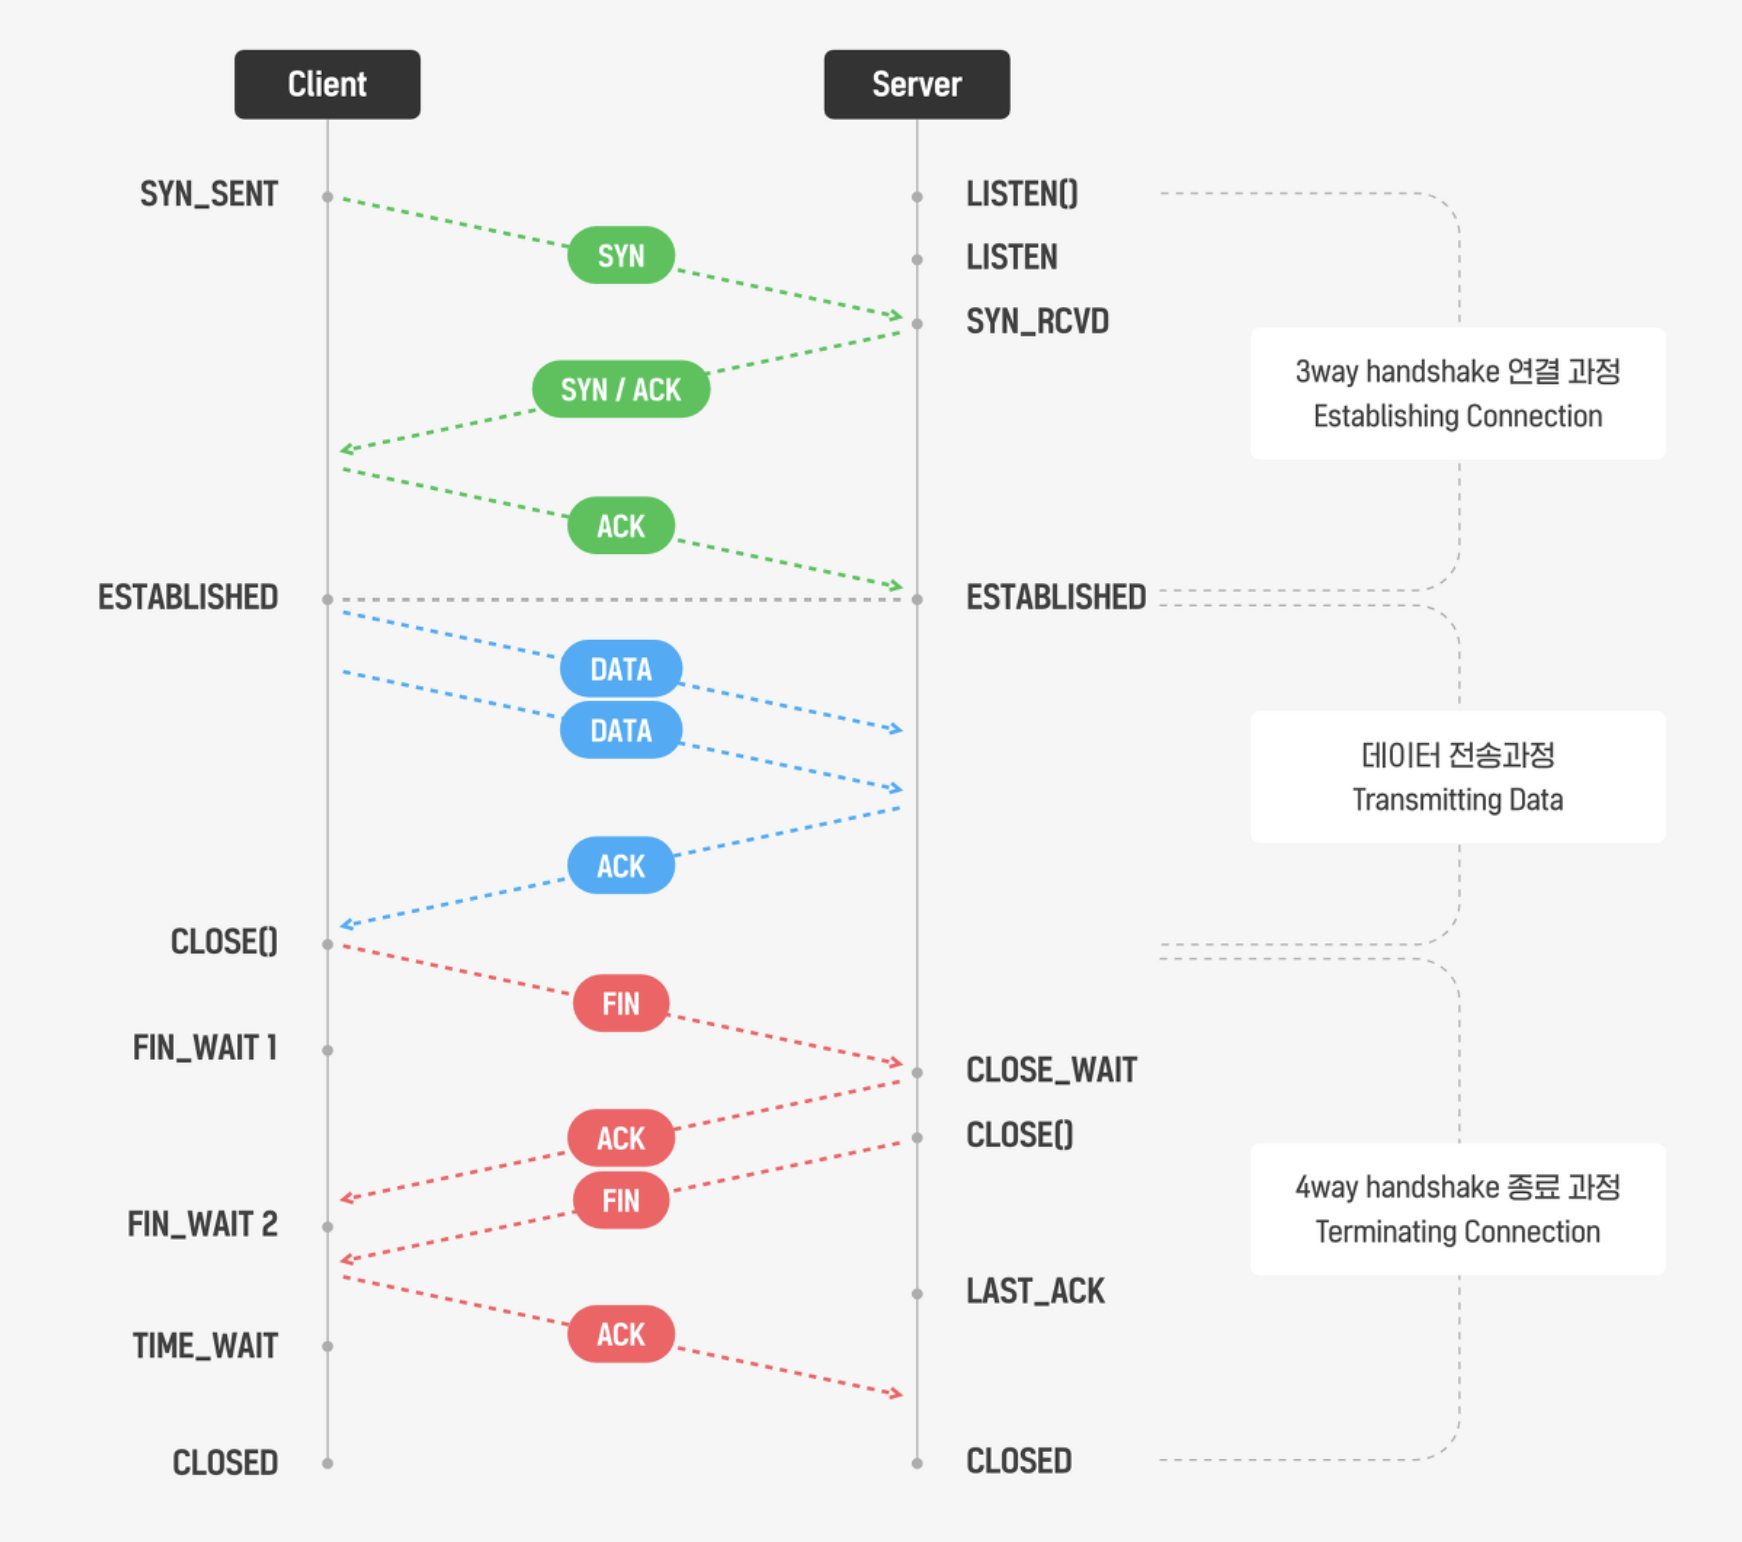 Client
Server
SYN_SENT
LISTEN()
SYN
LISTEN
SYN_RCVD
SYN / ACK
3way handshake 연결 과정
Establishing Connection
ACK
ESTABLISHED
ESTABLISHED
DATA
DATA
데이터 전송과정
Transmitting Data
ACK
CLOSE()
FIN
FIN_WAIT 1
CLOSE_WAIT
ACK
CLOSE()
FIN
4way handshake 종료 과정
Terminating Connection
FIN_WAIT 2
LAST_ACK
ACK
TIME_WAIT
CLOSED
CLOSED